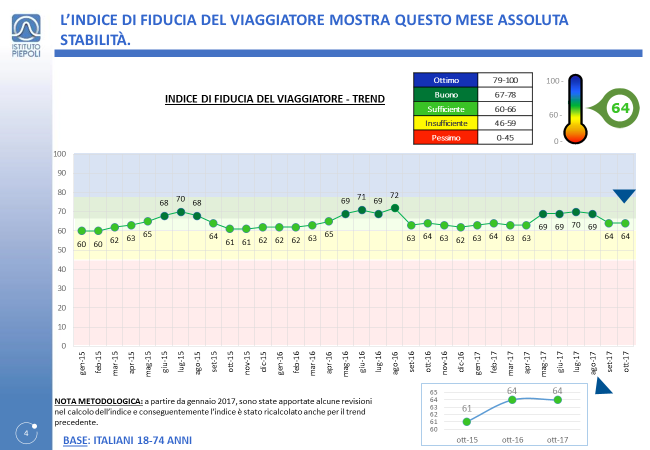 L'INDICE DI FIDUCIA DEL VIAGGIATORE MOSTRA QUESTO MESE ASSOLUTA
STABILITÀ.
ISTITUTO
PIEPOLI
INDICE DI FIDUCIA DEL VIAGGIATORE - TREND
Ottimo 79-100
Buono 67-78
Sufficiente 60-66
Insufficiente 46-59
Pessimo 0-45
100 -
60 -
0 -
64
100
90
80
70
60
50
40
30
20
10
0
60 60 62 63 65 68 70 68 64 61 61 62 62 62 63 65 69 71 69 72 63 64 63 62 63 64 63 63 69 69 70 69 64 64
gen-15 feb-15 mar-15 apr-15 mag-15 giu-15 lug-15 ago-15 set-15 ott-15 nov-15 dic-15 gen-16 feb-16 mar-16 apr-16 mag-16 giu-16 lug-16 ago-16 set-16 ott-16 nov-16 dic-16 gen-17 feb-17 mar-17 apr-17 mag-17 giu-17 lug-17 ago-17 set-17 ott-17
NOTA METODOLOGICA: a partire da gennaio 2017, sono state apportate alcune revisioni
nel calcolo dell'indice e conseguentemente l'indice è stato ricalcolato anche per il trend
precedente.
BASE: ITALIANI 18-74 ANNI
4
65
64
63
62
61
60
61 64 64
ott-15 ott-16 ott-17